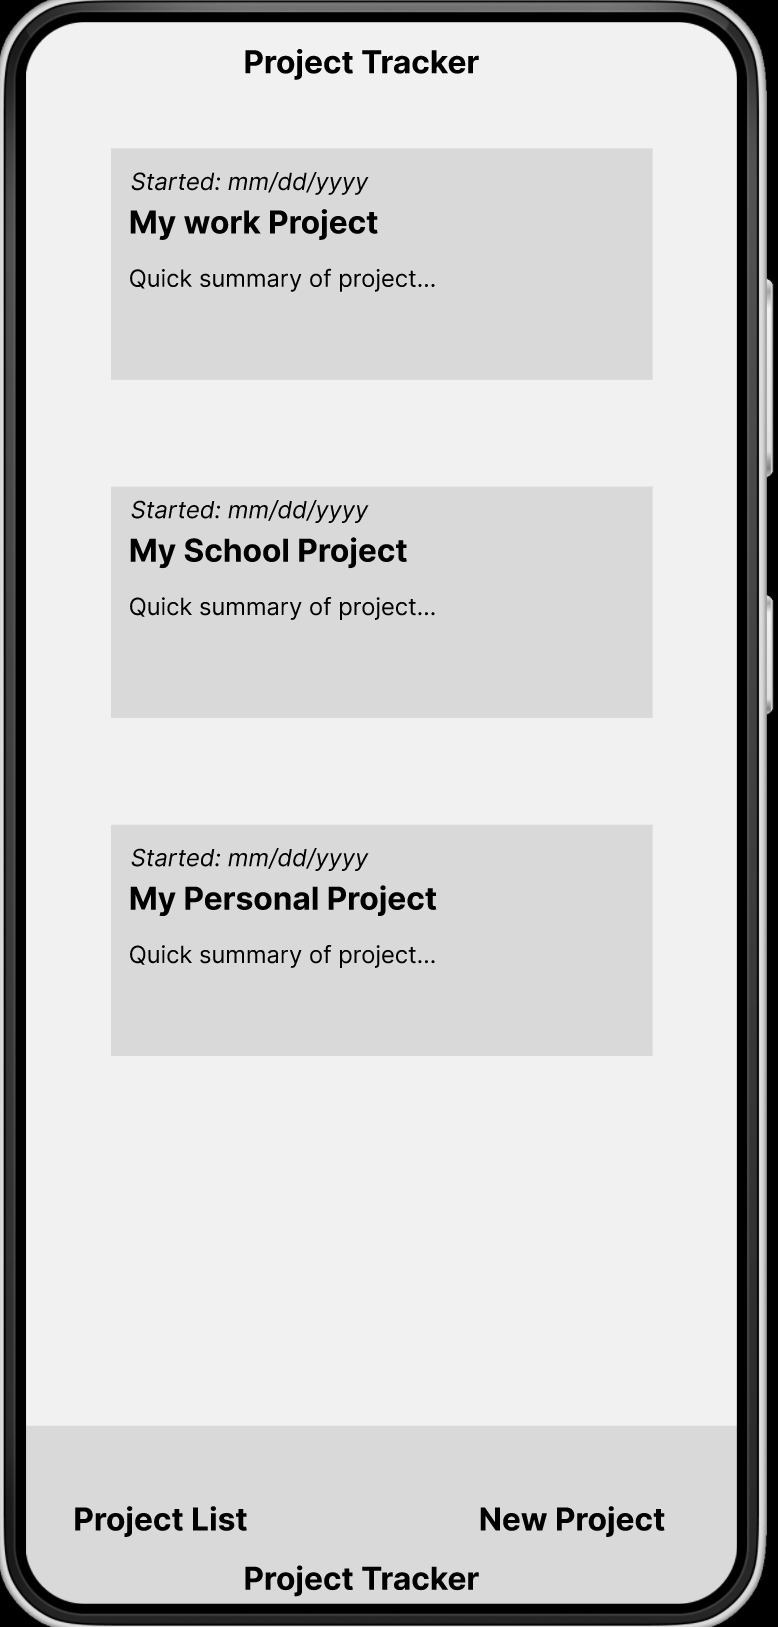 Project Tracker
Started: mm/dd/yyyy
My work Project
Quick summary of project...
Started: mm/dd/yyyy
My School Project
Quick summary of project...
Started: mm/dd/yyyy
My Personal Project
Quick summary of project...
Project List New Project
Project Tracker